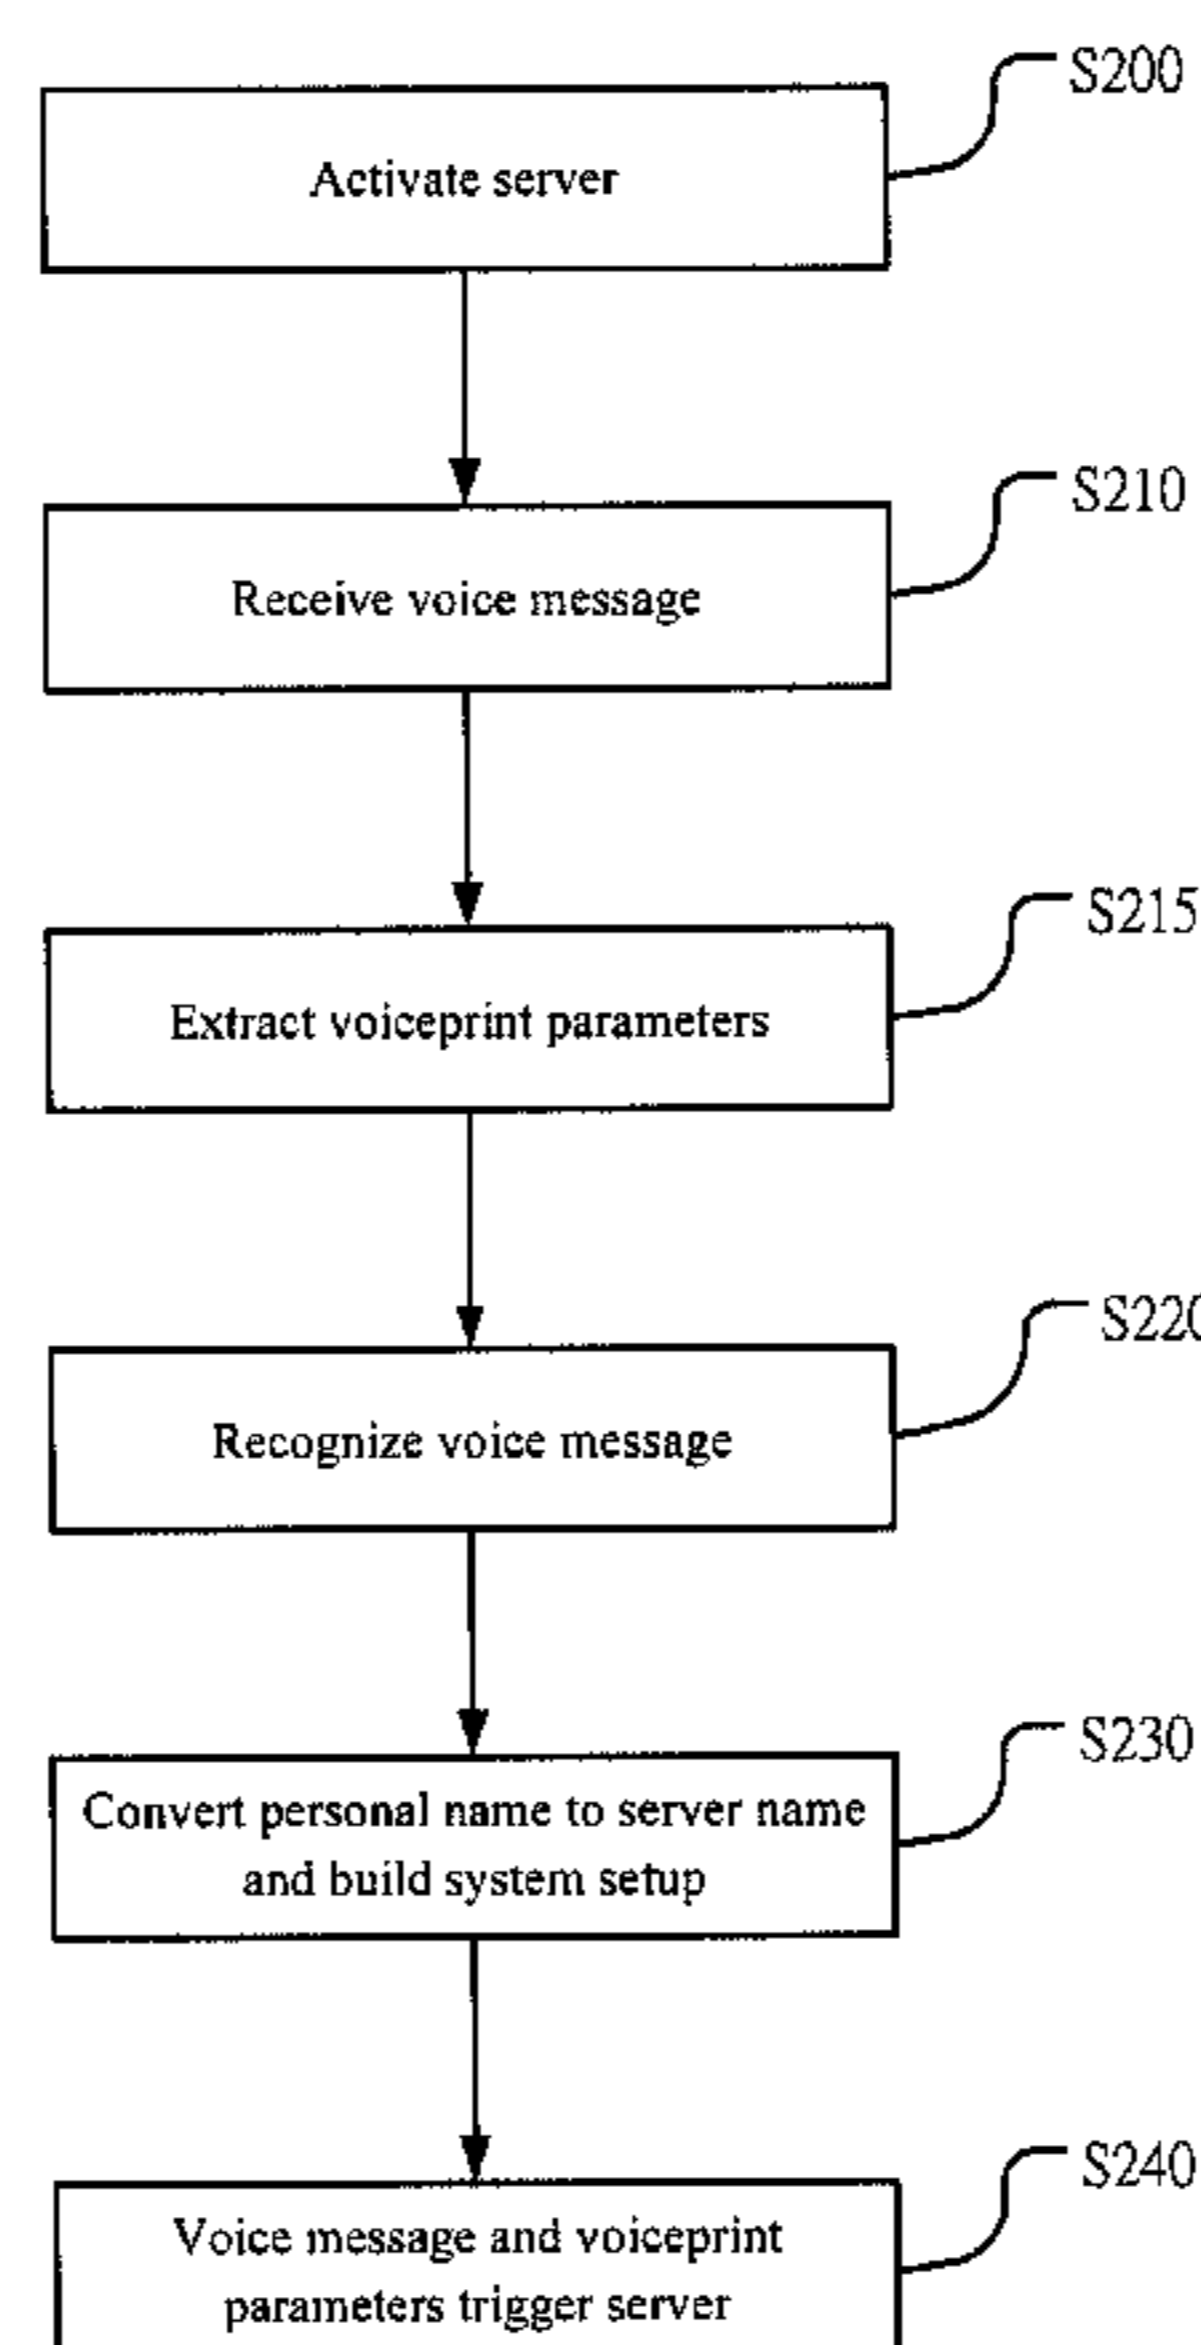 S200
Activate server
S210
Receive voice message
S215
Extract voiceprint parameters
S220
Recognize voice message
S230
Convert personal name to server name
and build system setup
S240
Voice message and voiceprint
parameters trigger server